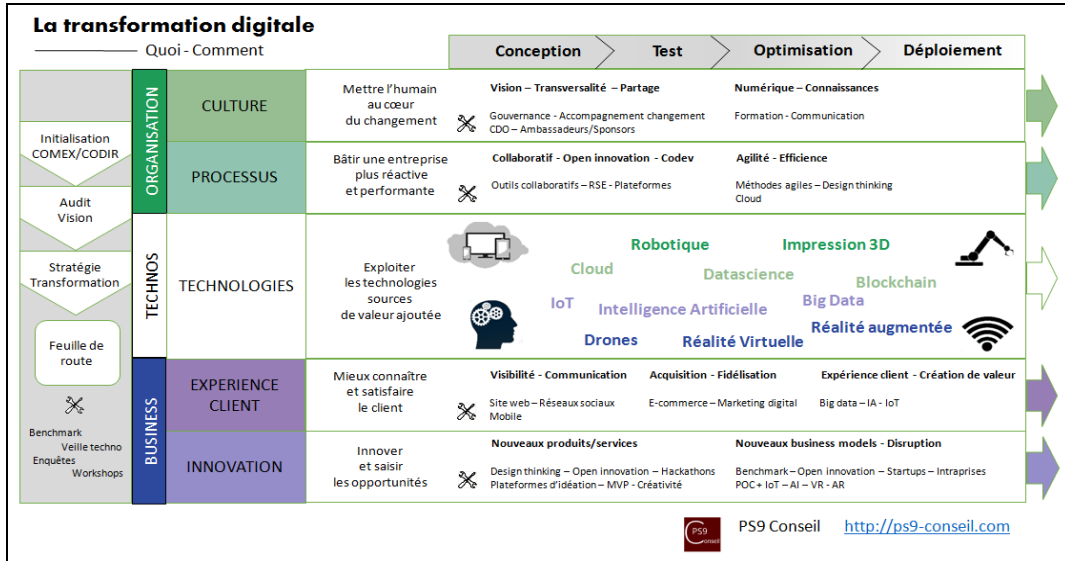 La transformation digitale
Quoi - Comment
Conception
Test
Optimisation
Déploiement
Initialisation
COMEX/CODIR
Audit
Vision
Stratégie
Transformation
Feuille de
route
Benchmark
Veille techno
Enquêtes
Workshops
ORGANISATION
CULTURE
Mettre l'humain
au cœur
du changement
Vision – Transversalité – Partage
Gouvernance - Accompagnement changement
CDO – Ambassadeurs/Sponsors
Numérique – Connaissances
Formation - Communication
PROCESSUS
Bâtir une entreprise
plus réactive
et performante
Collaboratif - Open innovation - Codev
Outils collaboratifs – RSE - Plateformes
Agilité - Efficience
Méthodes agiles – Design thinking
Cloud
TECHNOS
TECHNOLOGIES
Exploiter
les technologies
sources
de valeur ajoutée
Robotique
Impression 3D
Cloud
Datascience
Blockchain
IoT
Intelligence Artificielle
Big Data
Drones
Réalité Virtuelle
Réalité augmentée
BUSINESS
EXPERIENCE
CLIENT
Mieux connaître
et satisfaire
le client
Visibilité - Communication
Site web – Réseaux sociaux
Mobile
Acquisition - Fidélisation
E-commerce – Marketing digital
Expérience client - Création de valeur
Big data – IA - IoT
INNOVATION
Innover
et saisir
les opportunités
Nouveaux produits/services
Design thinking – Open innovation – Hackathons
Plateformes d'idéation – MVP - Créativité
Nouveaux business models - Disruption
Benchmark – Open innovation – Startups – Intraprises
POC + IoT – AI – VR - AR
PS9
Conseil
PS9 Conseil
http://ps9-conseil.com